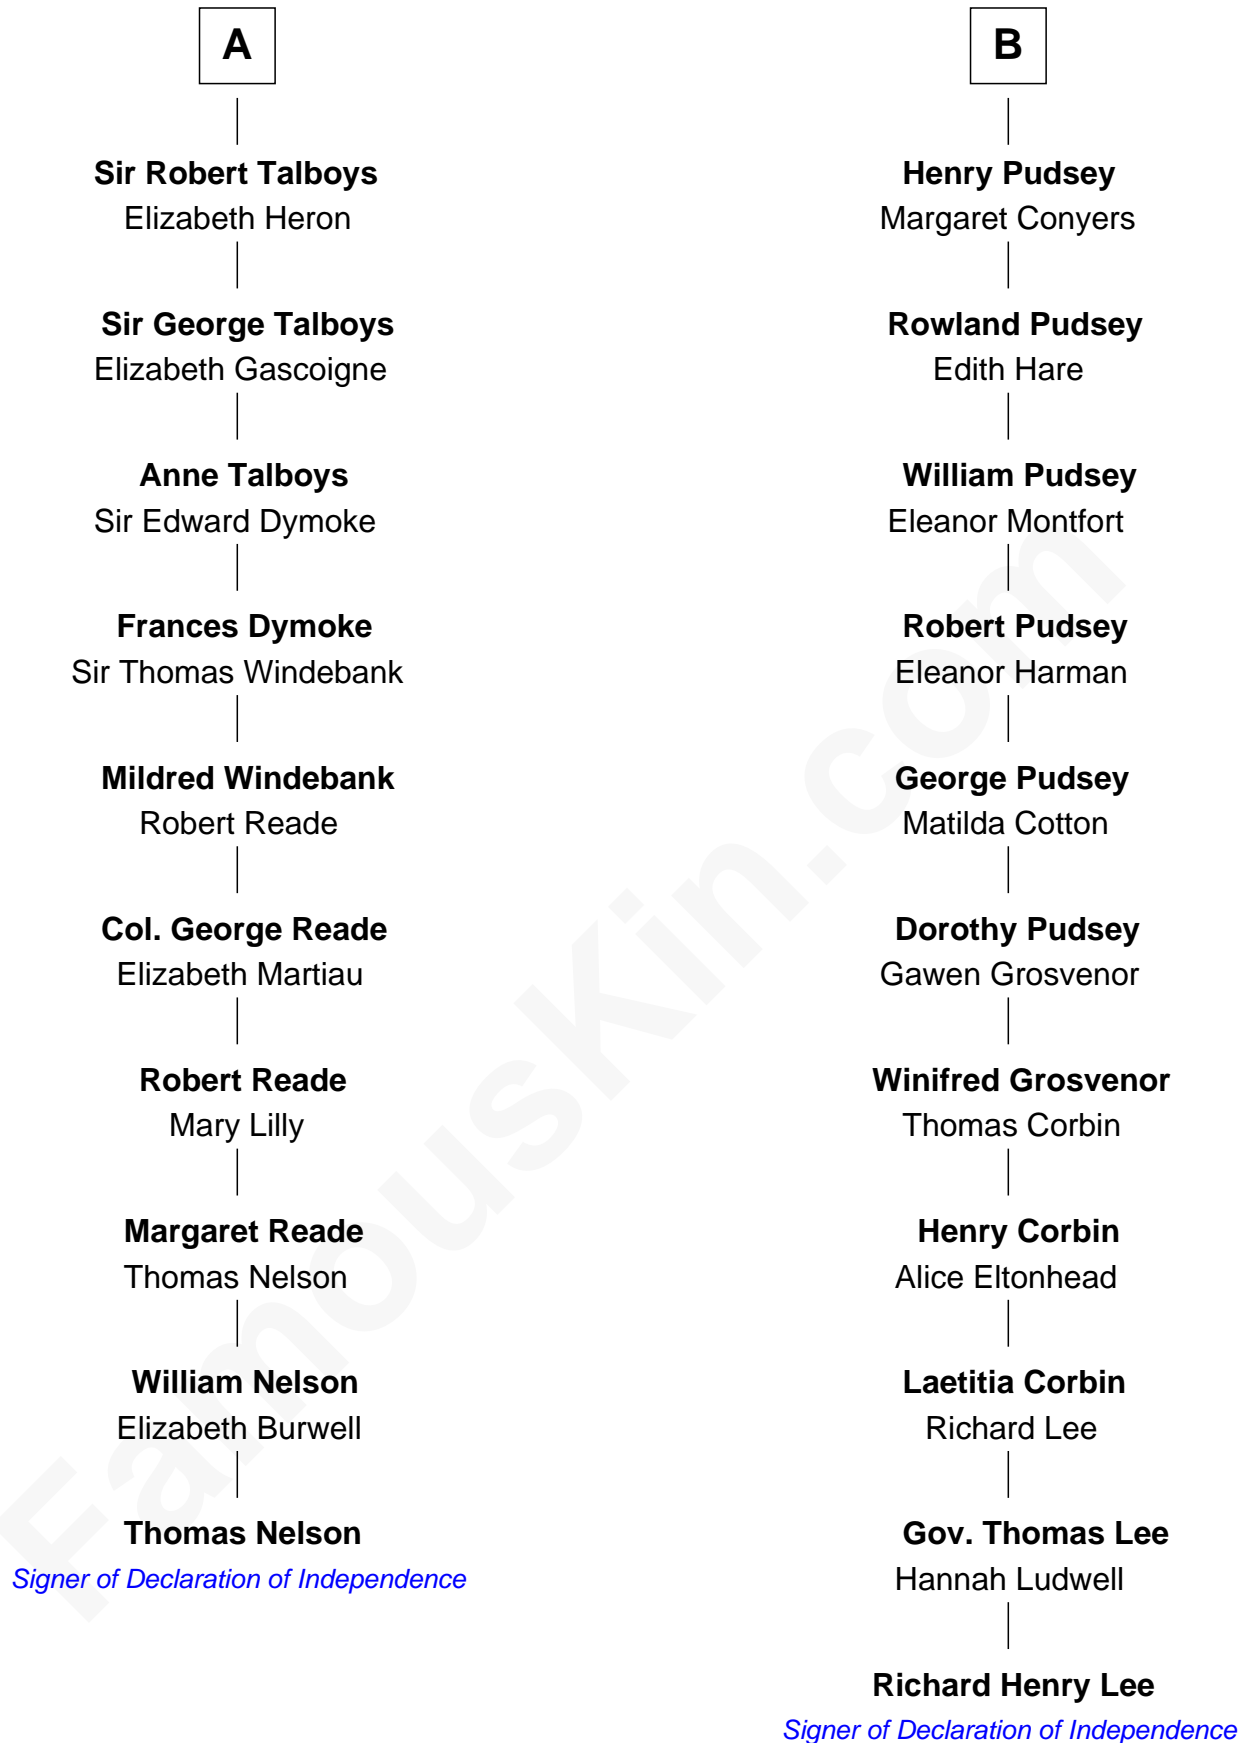 A
Sir Robert Talboys
Elizabeth Heron
Sir George Talboys
Elizabeth Gascoigne
Anne Talboys
Sir Edward Dymoke
Frances Dymoke
Sir Thomas Windebank
Mildred Windebank
Robert Reade
Col. George Reade
Elizabeth Martiau
Robert Reade
Mary Lilly
Margaret Reade
Thomas Nelson
William Nelson
Elizabeth Burwell
Thomas Nelson
Signer of Declaration of Independence
B
Henry Pudsey
Margaret Conyers
Rowland Pudsey
Edith Hare
William Pudsey
Eleanor Montfort
Robert Pudsey
Eleanor Harman
George Pudsey
Matilda Cotton
Dorothy Pudsey
Gawen Grosvenor
Winifred Grosvenor
Thomas Corbin
Henry Corbin
Alice Eltonhead
Laetitia Corbin
Richard Lee
Gov. Thomas Lee
Hannah Ludwell
Richard Henry Lee
Signer of Declaration of Independence
FamousKin.com